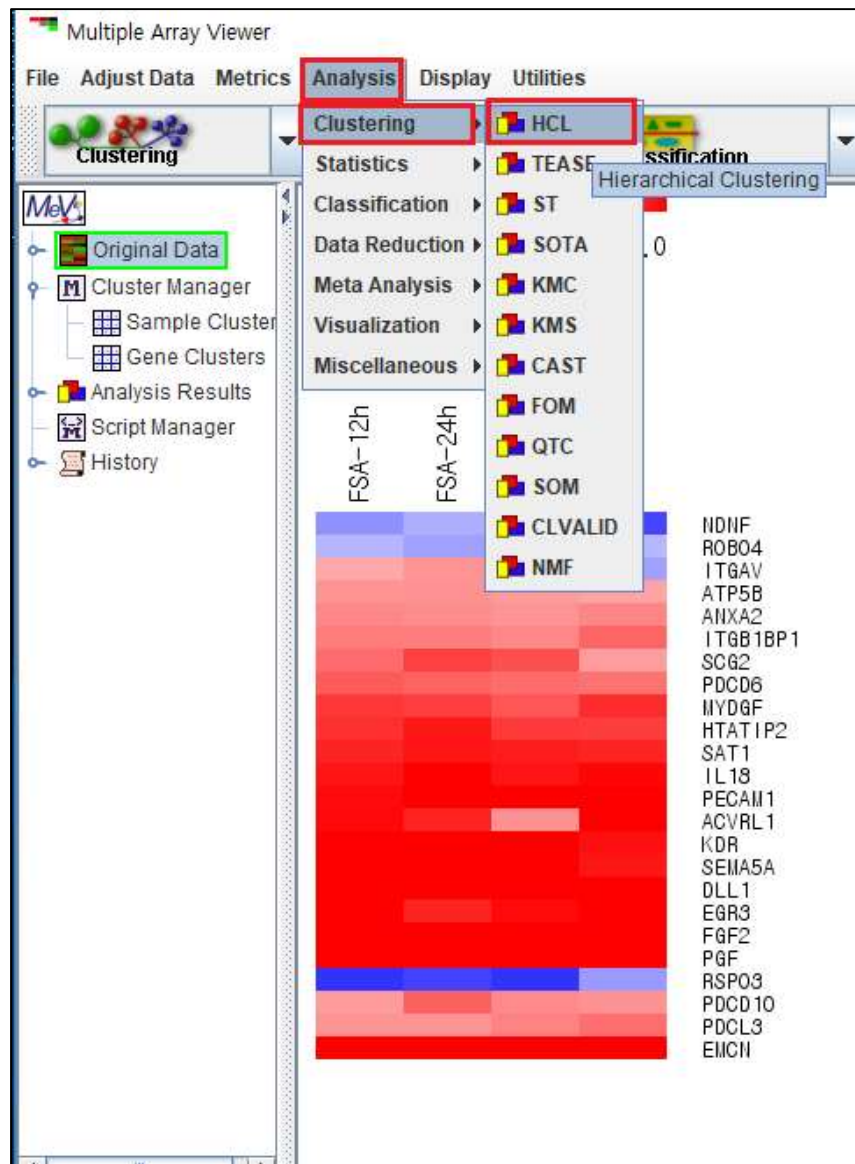 Multiple Array Viewer
File Adjust Data Metrics Analysis Display Utilities
Clustering
ssification
Clustering
Statistics
Classification
Data Reduction
Meta Analysis
Visualization
Miscellaneous
HCL
TEASE
ST
SOTA
KMC
KMS
CAST
FOM
QTC
SOM
CLVALID
NMF
Hierarchical Clustering
.0
MeV
Original Data
Cluster Manager
Sample Cluster
Gene Clusters
Analysis Results
Script Manager
History
FSA-12h
FSA-24h
NDNF
ROBO4
ITGAV
ATP5B
ANXA2
ITGB1BP1
SCG2
PDCD6
MYDGF
HTATIP2
SAT1
IL18
PECAM1
ACVRL1
KDR
SEMA5A
DLL1
EGR3
FGF2
PGF
RSPO3
PDCD10
PDCL3
EMCN